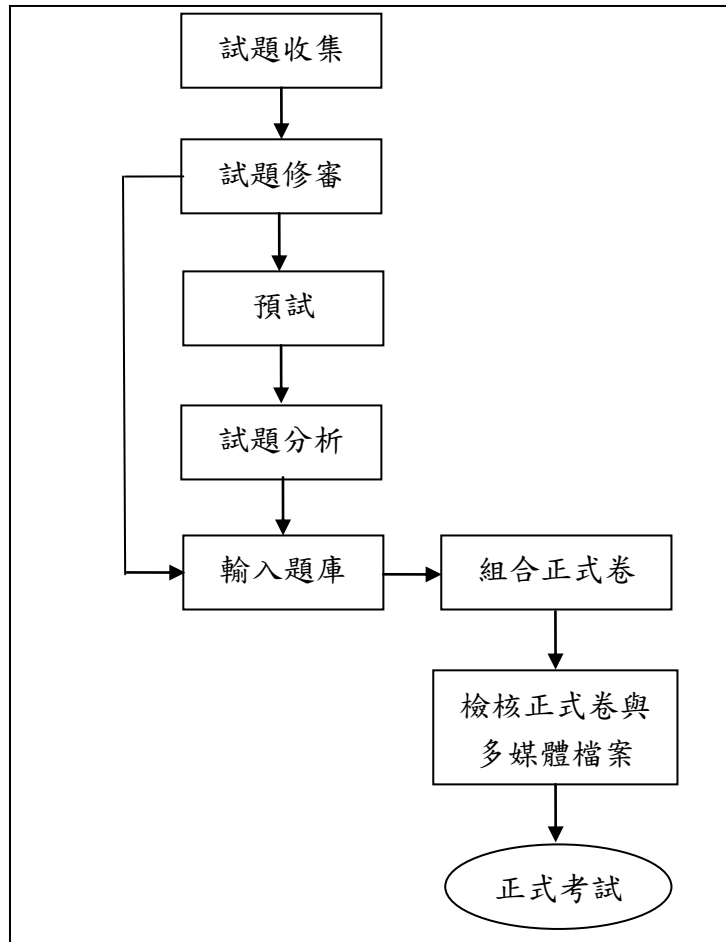 試題收集
試題修審
預試
試題分析
輸入題庫
組合正式卷
檢核正式卷與
多媒體檔案
正式考試